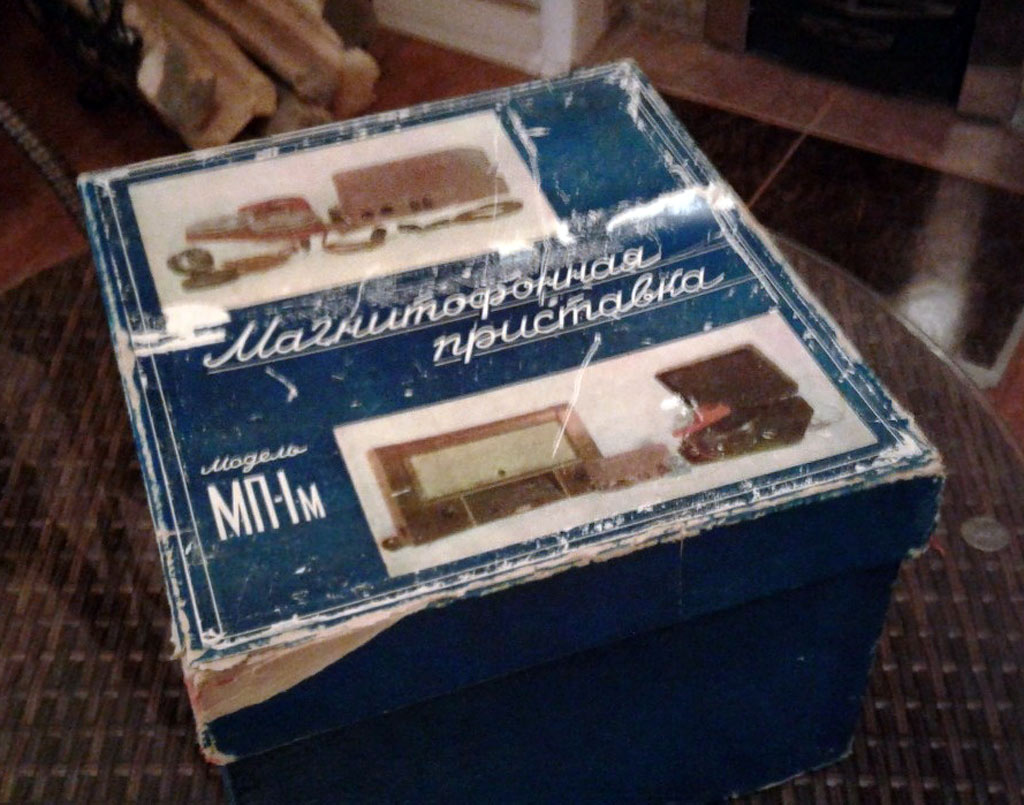 Магнитофонная
приставка
Модель
МП-1м